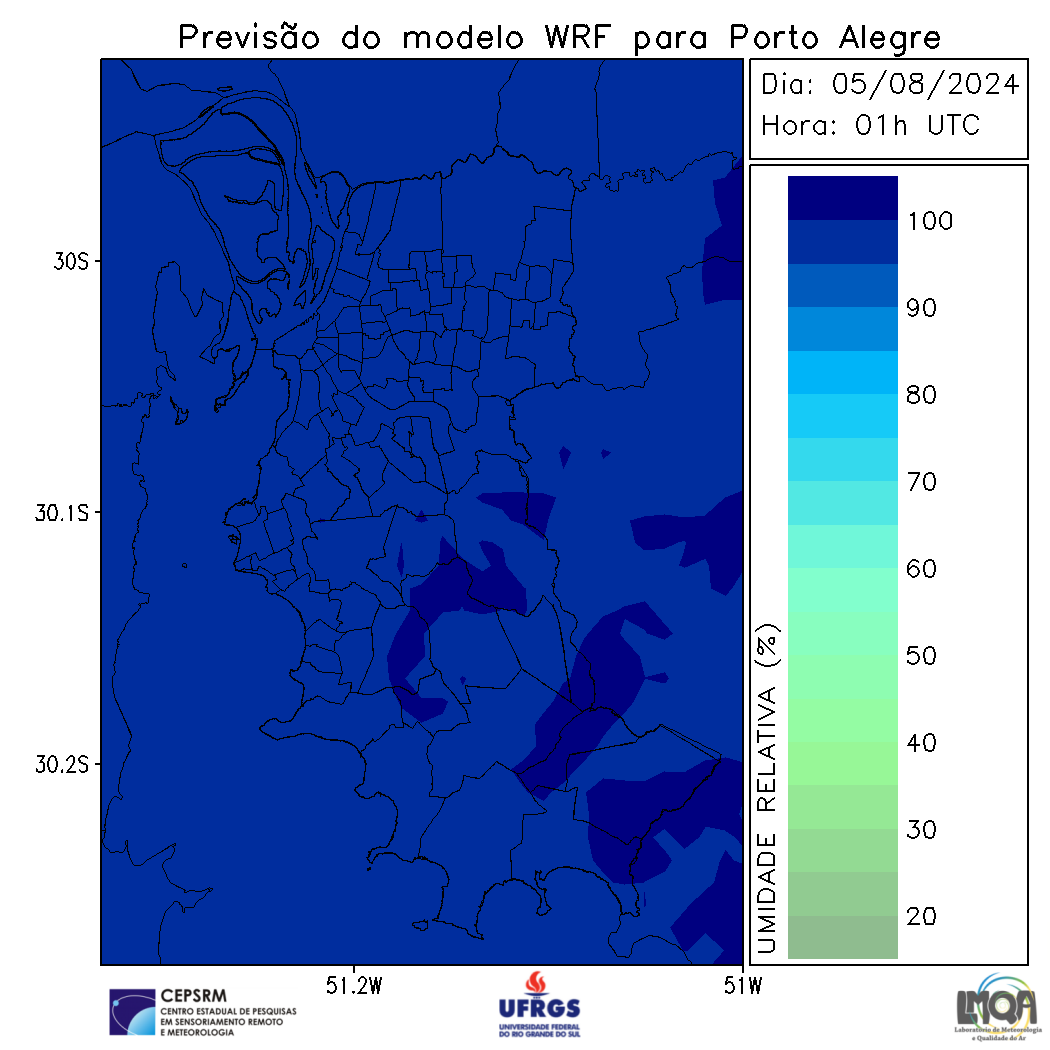 Previsão do modelo WRF para Porto Alegre
Dia: 05/08/2024
Hora: 01h UTC
30S
30.1S
30.2S
51.2W
51W
100
90
80
70
60
50
40
30
20
UMIDADE RELATIVA (%)
CEPSRM
CENTRO ESTADUAL DE PESQUISAS
EM SENSORIAMENTO REMOTO
E METEOROLOGIA
UFRGS
UNIVERSIDADE FEDERAL
DO RIO GRANDE DO SUL
LMQA
Laboratório de Meteorologia
e Qualidade do Ar